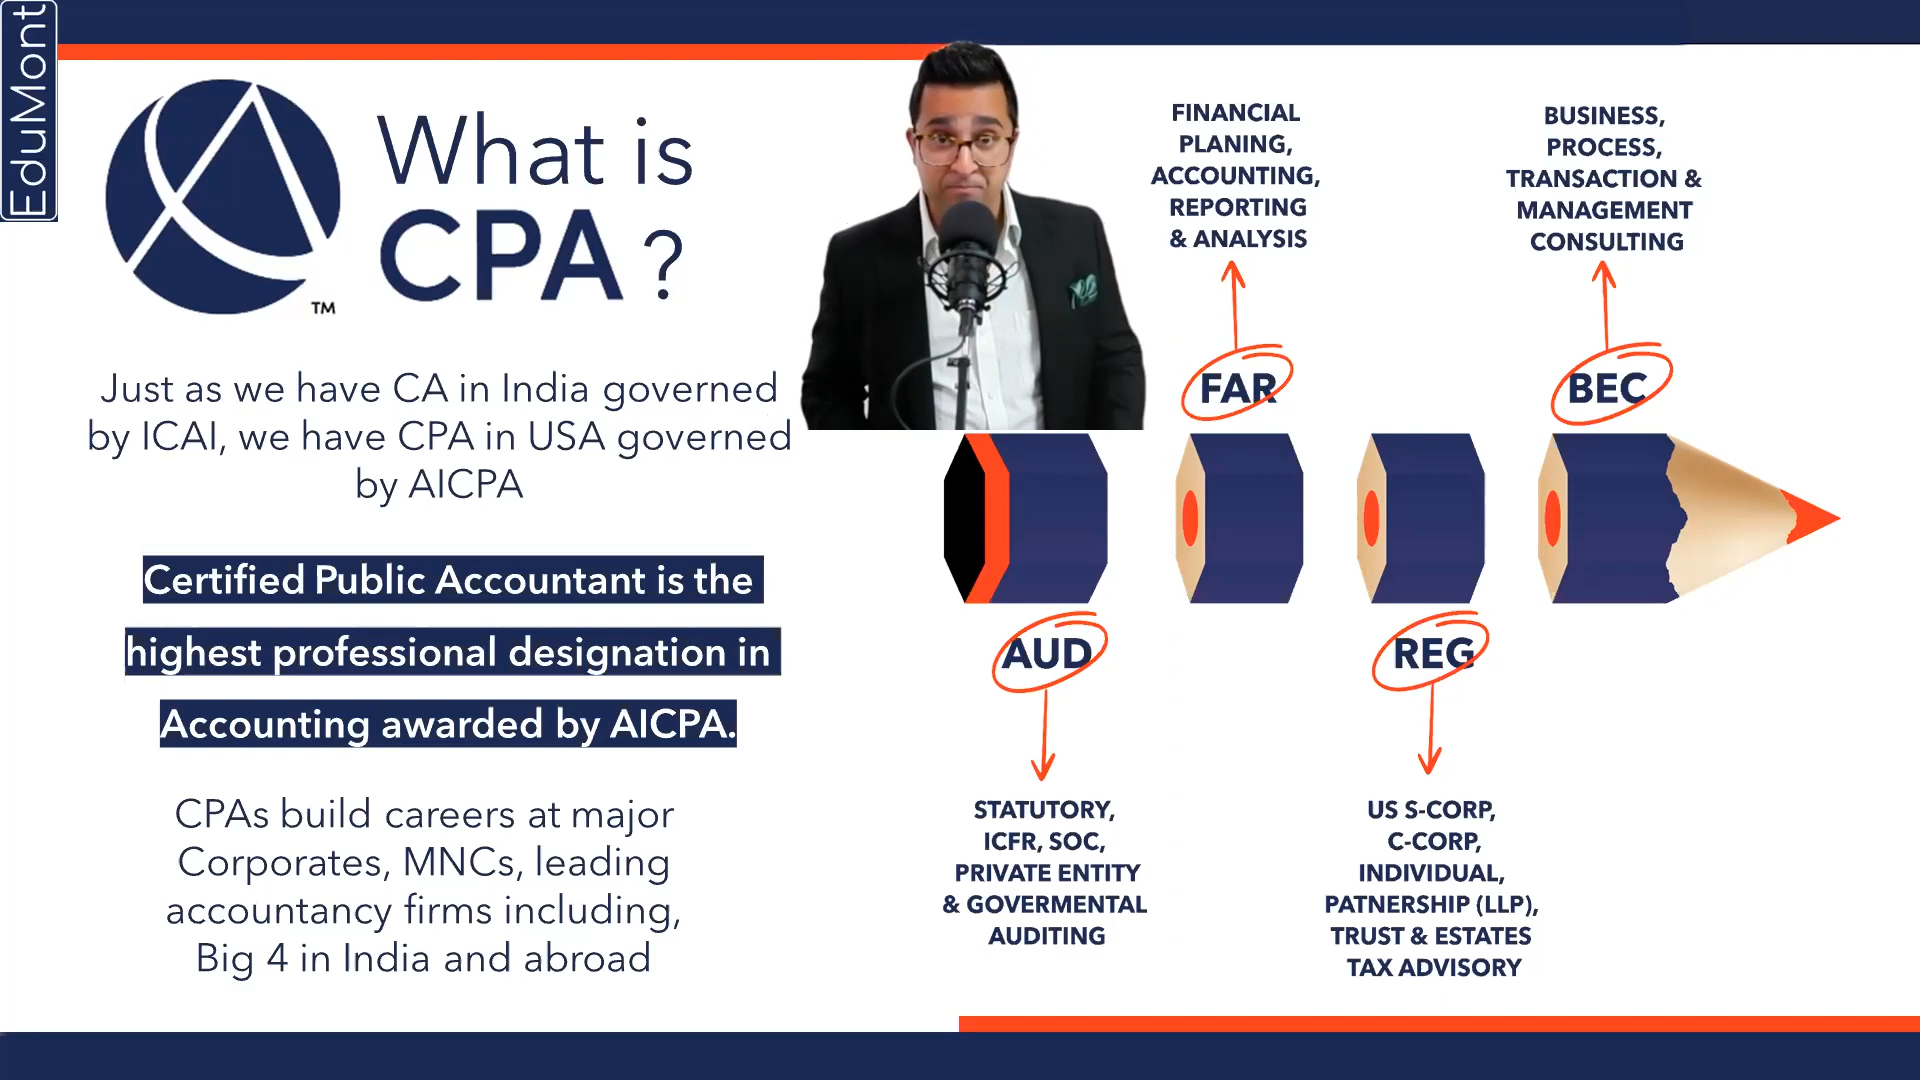 EduMont
What is
CPA ?
TM
Just as we have CA in India governed
by ICAI, we have CPA in USA governed
by AICPA
Certified Public Accountant is the
highest professional designation in
Accounting awarded by AICPA.
CPAs build careers at major
Corporates, MNCs, leading
accountancy firms including,
Big 4 in India and abroad
FINANCIAL
PLANING,
ACCOUNTING,
REPORTING
& ANALYSIS
FAR
BUSINESS,
PROCESS,
TRANSACTION &
MANAGEMENT
CONSULTING
BEC
AUD
STATUTORY,
ICFR, SOC,
PRIVATE ENTITY
& GOVERMENTAL
AUDITING
REG
US S-CORP,
C-CORP,
INDIVIDUAL,
PATNERSHIP (LLP),
TRUST & ESTATES
TAX ADVISORY